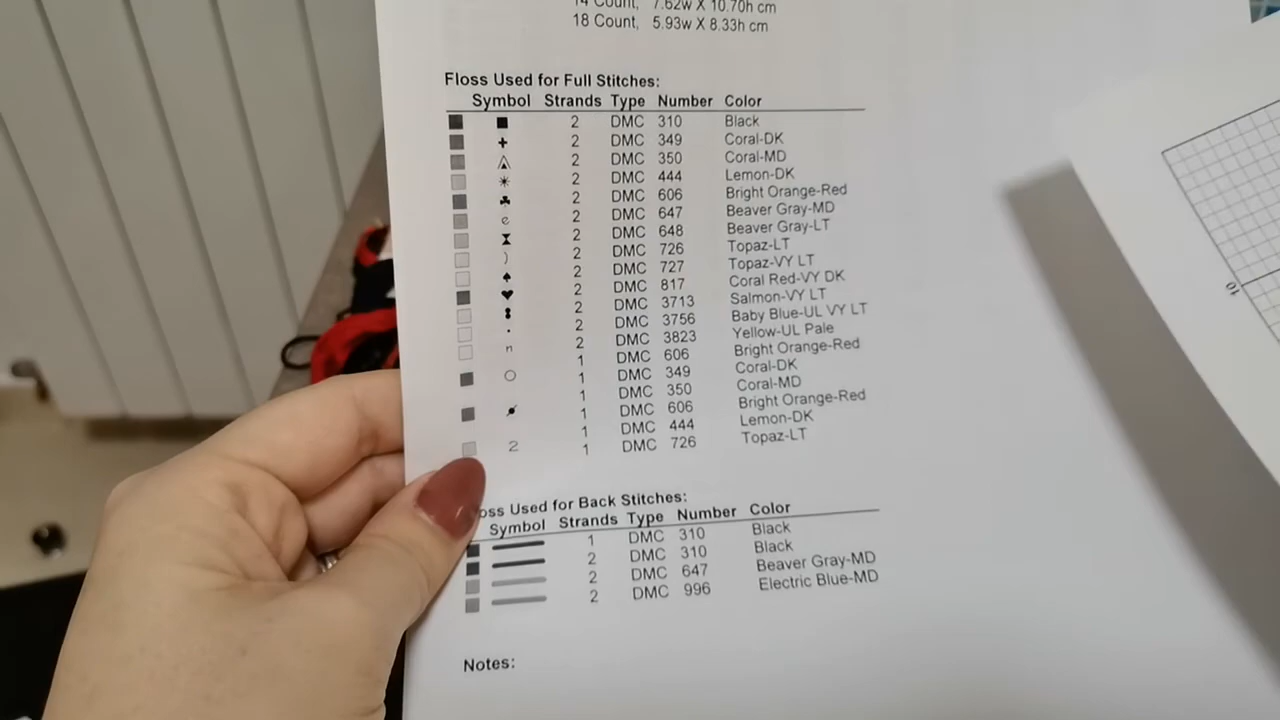 14 Count, 7.62w X 10.70h cm
18 Count, 5.93w X 8.33h cm
Floss Used for Full Stitches:
Symbol Strands Type Number Color
2 DMC 310 Black
2 DMC 349 Coral-DK
2 DMC 350 Coral-MD
2 DMC 444 Lemon-DK
2 DMC 606 Bright Orange-Red
2 DMC 647 Beaver Gray-MD
2 DMC 648 Beaver Gray-LT
2 DMC 726 Topaz-LT
2 DMC 727 Topaz-VY LT
2 DMC 817 Coral Red-VY DK
2 DMC 3713 Salmon-VY LT
2 DMC 3756 Baby Blue-UL VY LT
n 2 DMC 3823 Yellow-UL Pale
1 DMC 606 Bright Orange-Red
1 DMC 349 Coral-DK
1 DMC 350 Coral-MD
1 DMC 606 Bright Orange-Red
1 DMC 444 Lemon-DK
2 1 DMC 726 Topaz-LT
oss Used for Back Stitches:
Symbol Strands Type Number Color
1 DMC 310 Black
2 DMC 310 Black
2 DMC 647 Beaver Gray-MD
2 DMC 996 Electric Blue-MD
Notes:
10